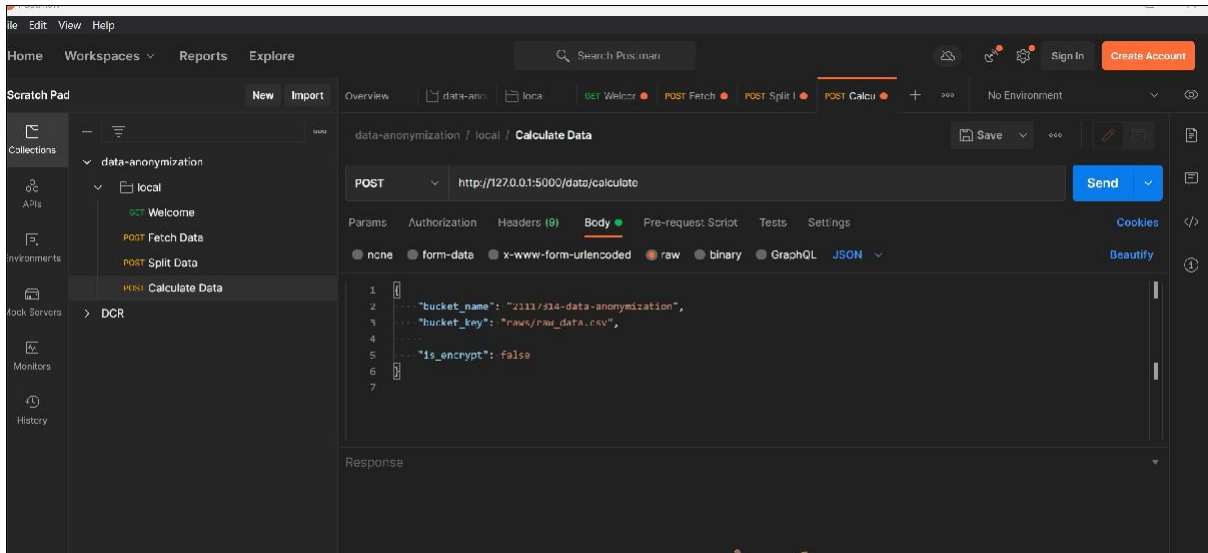 ile Edit View Help
Home Workspaces Reports Explore
Search Postman
Sign In Create Account
Scratch Pad New Import
Overview data-ano loca GET Welcor POST Fetch POST Split I POST Calcu No Environment
Collections
data-anonymization / local / Calculate Data
Save
data-anonymization
local
POST http://127.0.0.1:5000/data/calculate Send
APIs
GET Welcome
Params Authorization Headers (9) Body Pre-request Script Tests Settings Cookies
POST Fetch Data
none form-data x-www-form-urlencoded raw binary GraphQL JSON Beautify
Environments
POST Split Data
POST Calculate Data
Mock Servers
DCR
1 {
2 "bucket_name": "21117314-data-anonymization",
3 "bucket_key": "raws/raw_data.csv",
4
5 "is_encrypt": false
6 }
7
Monitors
History
Response